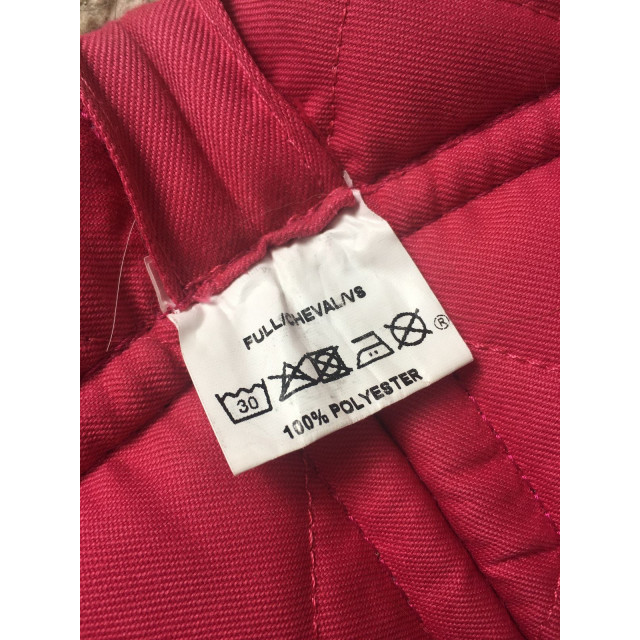 FULL/CHEVAL/VS
30 ®
100% POLYESTER